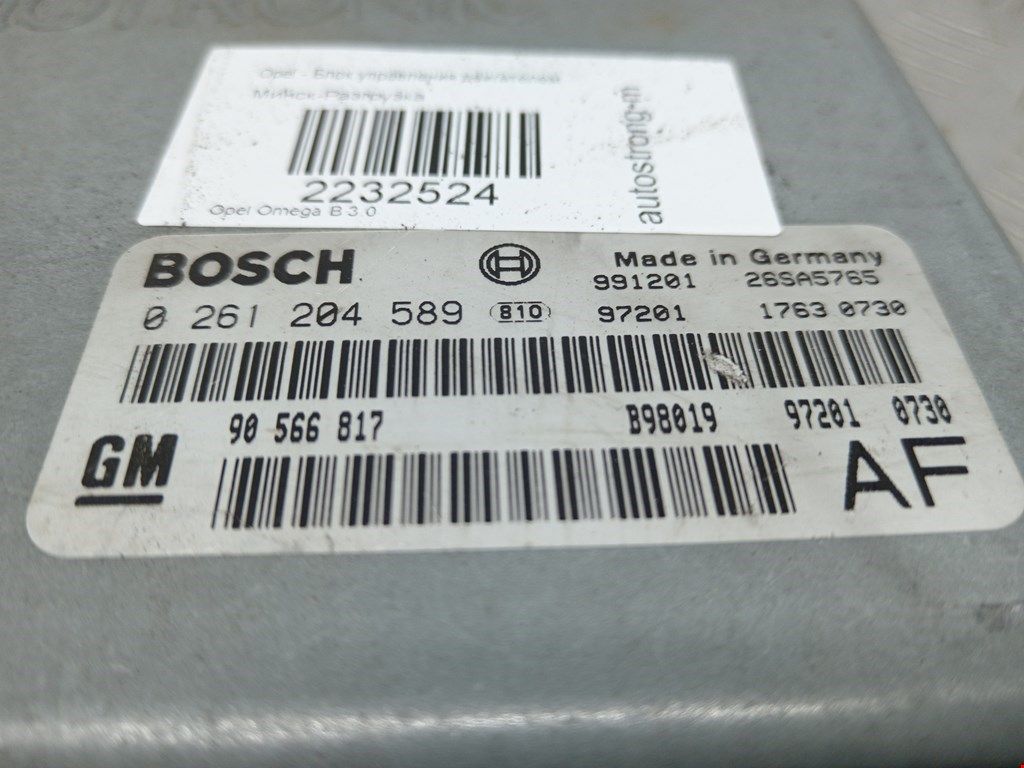 Opel - Блок управления двигателем
Минск-Разгрузка
2232524
Opel Omega B 3.0
autostrong-m
BOSCH
Made in Germany
991201 26SA5765
0 261 204 589 810 97201 1763 0730
90 566 817 B98019 97201 0730
GM
AF